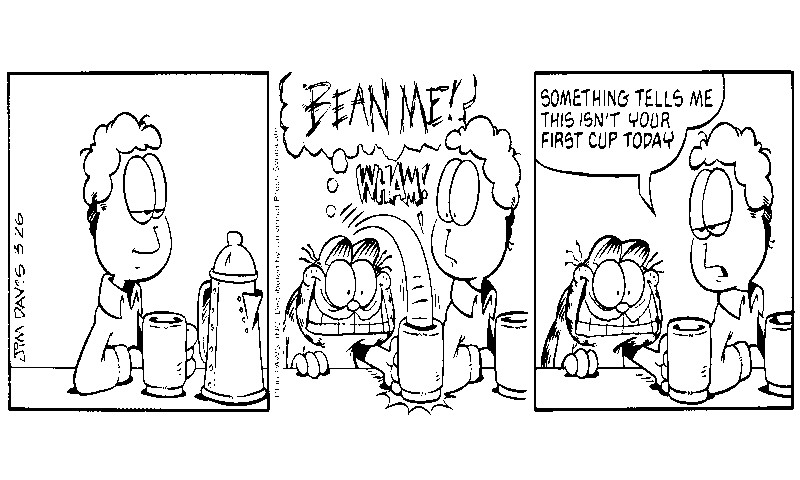 JIM DAVIS 3·26
BEAN ME!!
WHAM!
SOMETHING TELLS ME
THIS ISN'T YOUR
FIRST CUP TODAY